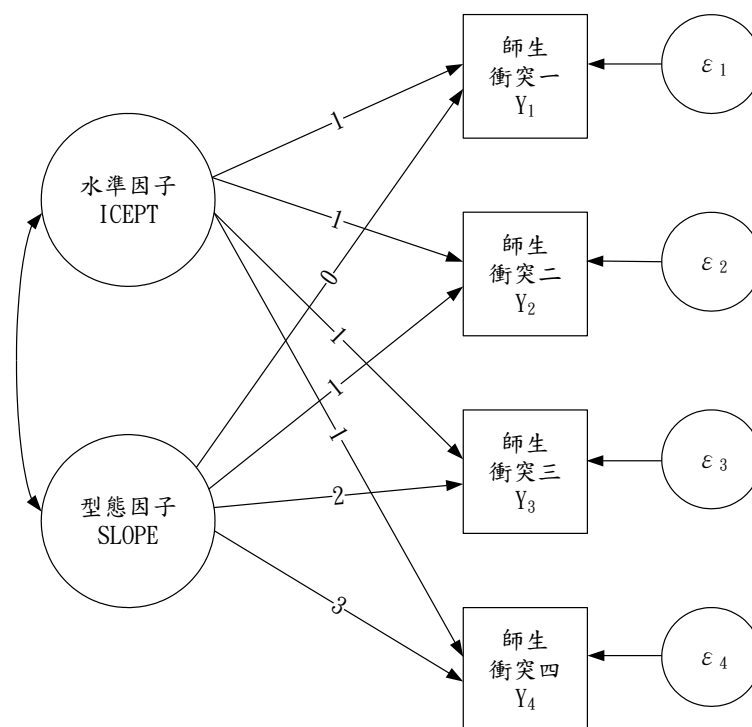 師生
衝突一
Y₁
ε₁
水準因子
ICEPT
1
1
師生
衝突二
Y₂
ε₂
0
1
1
1
型態因子
SLOPE
師生
衝突三
Y₃
ε₃
2
3
師生
衝突四
Y₄
ε₄